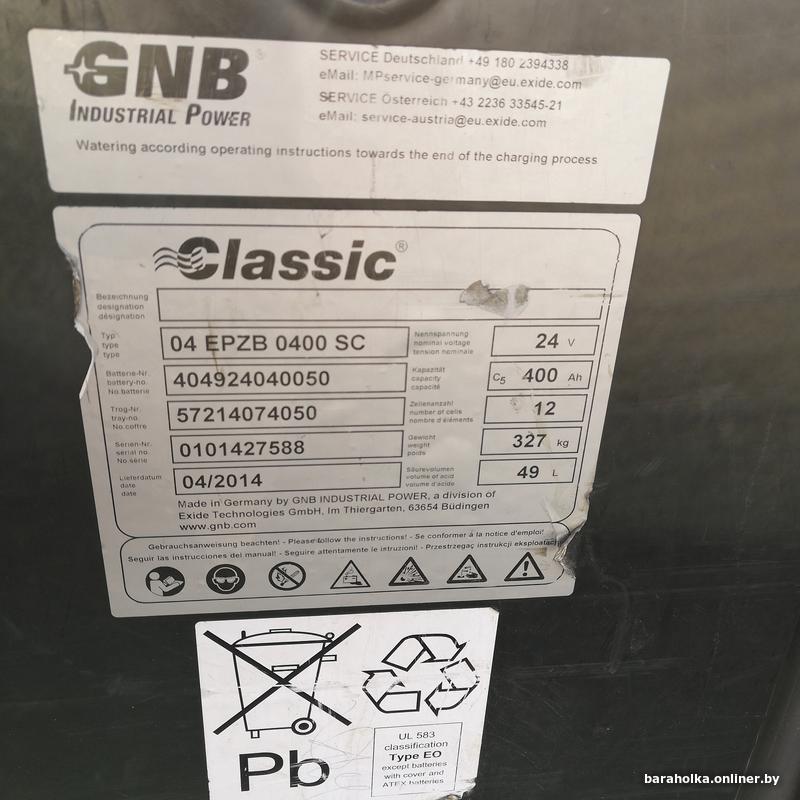 GNB
INDUSTRIAL POWER
SERVICE Deutschland +49 180 2394338
eMail: MPservice-germany@eu.exide.com
SERVICE Österreich +43 2236 33545-21
eMail: service-austria@eu.exide.com
Watering according operating instructions towards the end of the charging process
Classic®
Bezeichnung
designation
désignation
Typ
type
type
04 EPZB 0400 SC
Nennspannung
nominal voltage
tension nominale
24 V
Batterie-Nr.
battery-no.
No.batterie
404924040050
Kapazität
capacity
capacité
C5 400 Ah
Trog-Nr.
tray-no.
No.coffre
57214074050
Zellenanzahl
number of cells
nombre d'éléments
12
Serien-Nr.
serial no.
No.série
0101427588
Gewicht
weight
poids
327 kg
Lieferdatum
date
date
04/2014
Säurevolumen
volume of acid
volume d'acide
49 L
Made in Germany by GNB INDUSTRIAL POWER, a division of
Exide Technologies GmbH, Im Thiergarten, 63654 Büdingen
www.gnb.com
Gebrauchsanweisung beachten! - Please follow the instructions! - Se conformer à la notice d'emploi!
Seguir las instrucciones del manual! - Seguire attentamente le istruzioni! - Przestrzegać instrukcji eksploatacji
Pb
UL 583
classification
Type EO
except batteries
with cover and
ATEX batteries
baraholka.onliner.by